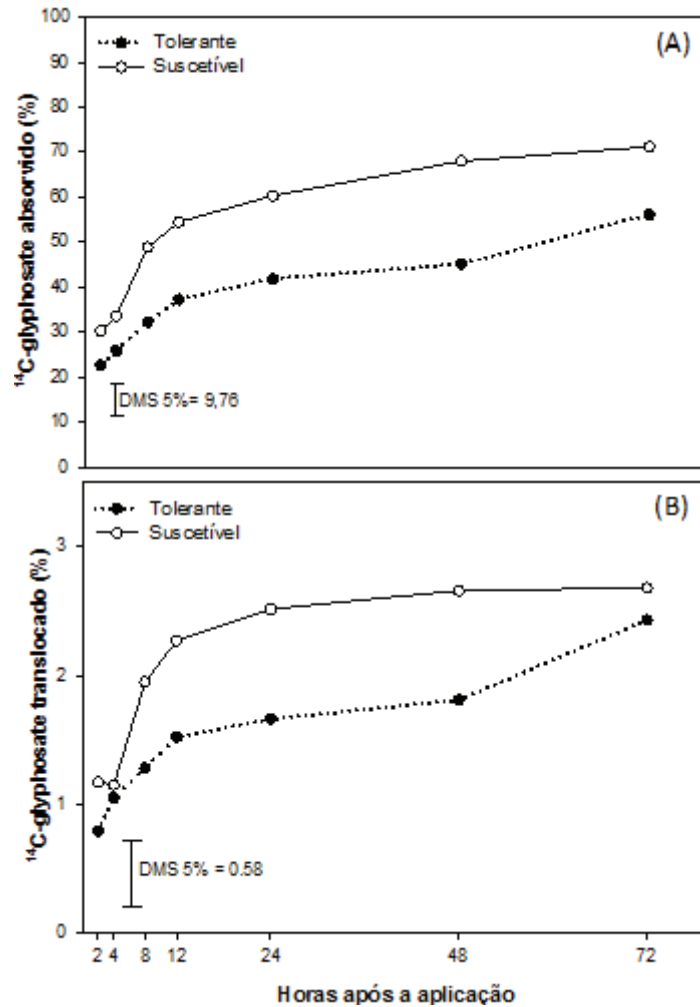 100
90
80
70
60
50
40
30
20
10
0
¹⁴C-glyphosate absorvido (%)
Tolerante
Suscetível
(A)
DMS 5%= 9,76
3
2
1
0
¹⁴C-glyphosate translocado (%)
Tolerante
Suscetível
(B)
DMS 5% = 0.58
2 4 8 12 24 48 72
Horas após a aplicação